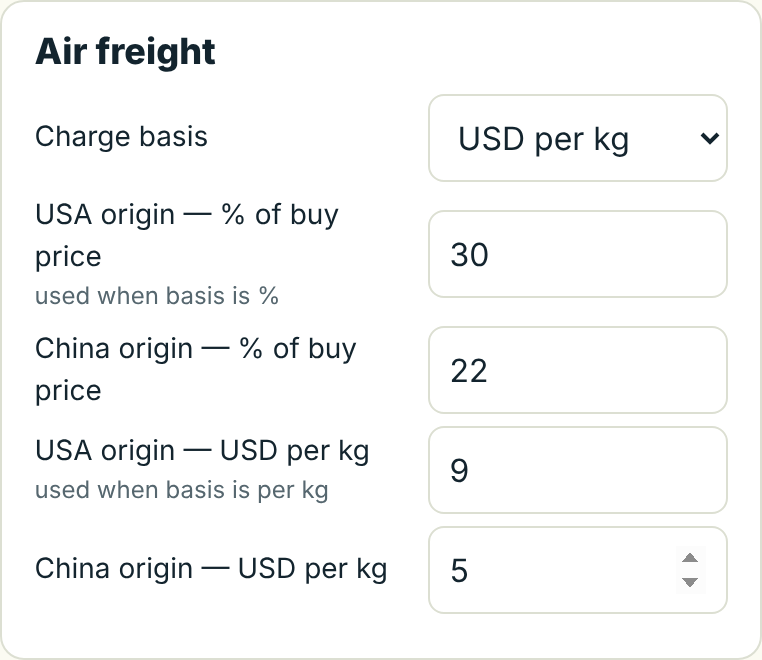 Air freight
Charge basis
USD per kg
USA origin — % of buy
price
used when basis is %
30
China origin — % of buy
price
22
USA origin — USD per kg
used when basis is per kg
9
China origin — USD per kg
5